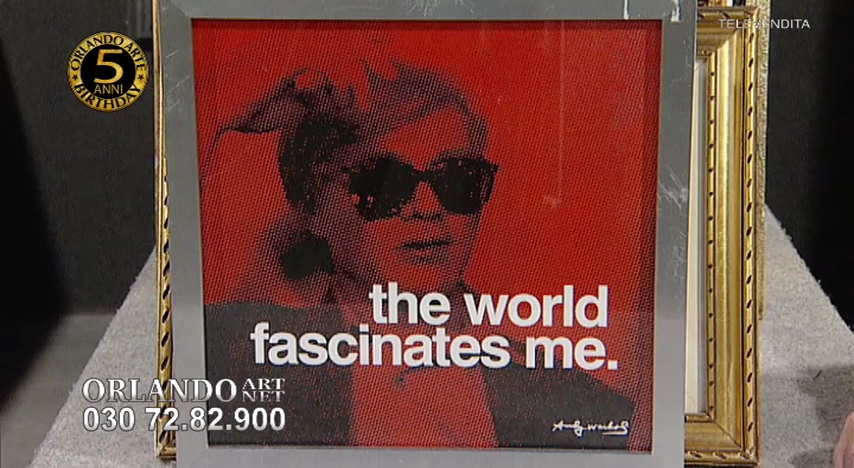 TELEVENDITA
ORLANDO ARTE
5
ANNI
BIRTHDAY
the world
fascinates me.
Andy Warhol
ORLANDO ART NET
030 72.82.900